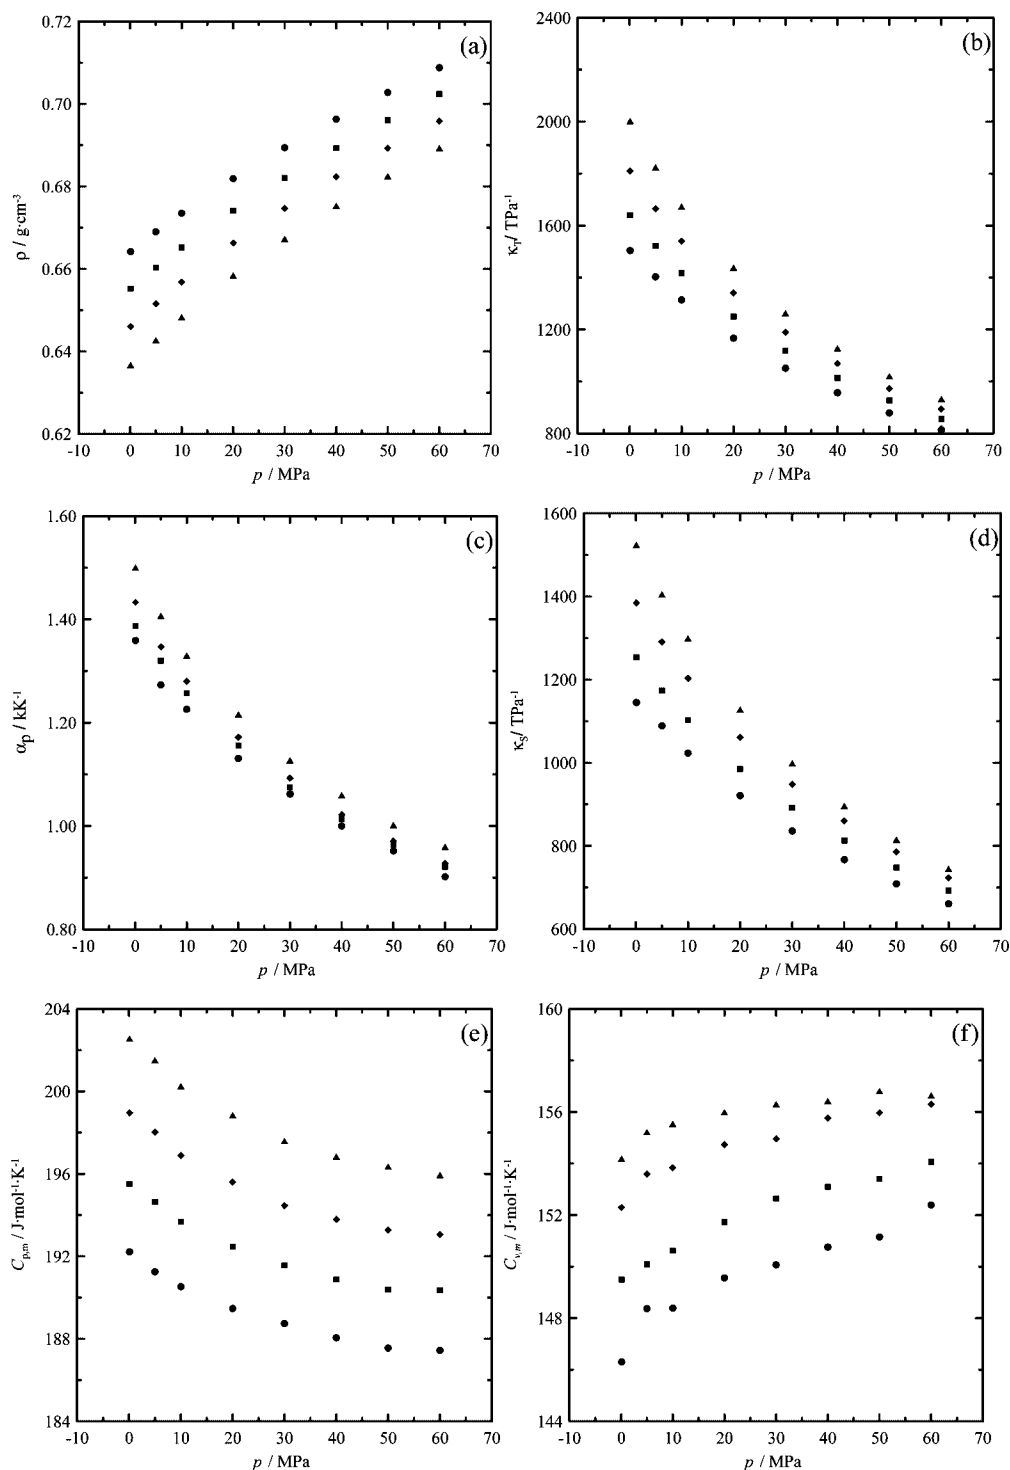 0.72
0.70
0.68
0.66
0.64
0.62
ρ / g·cm-3
-10 0 10 20 30 40 50 60 70
p / MPa
(a)
2400
2000
1600
1200
800
κT/ TPa-1
-10 0 10 20 30 40 50 60 70
p / MPa
(b)
1.60
1.40
1.20
1.00
0.80
αp / kK-1
-10 0 10 20 30 40 50 60 70
p / MPa
(c)
1600
1400
1200
1000
800
600
κS/ TPa-1
-10 0 10 20 30 40 50 60 70
p / MPa
(d)
204
200
196
192
188
184
Cp,m / J·mol-1·K-1
-10 0 10 20 30 40 50 60 70
p / MPa
(e)
160
156
152
148
144
Cv,m / J·mol-1·K-1
-10 0 10 20 30 40 50 60 70
p / MPa
(f)